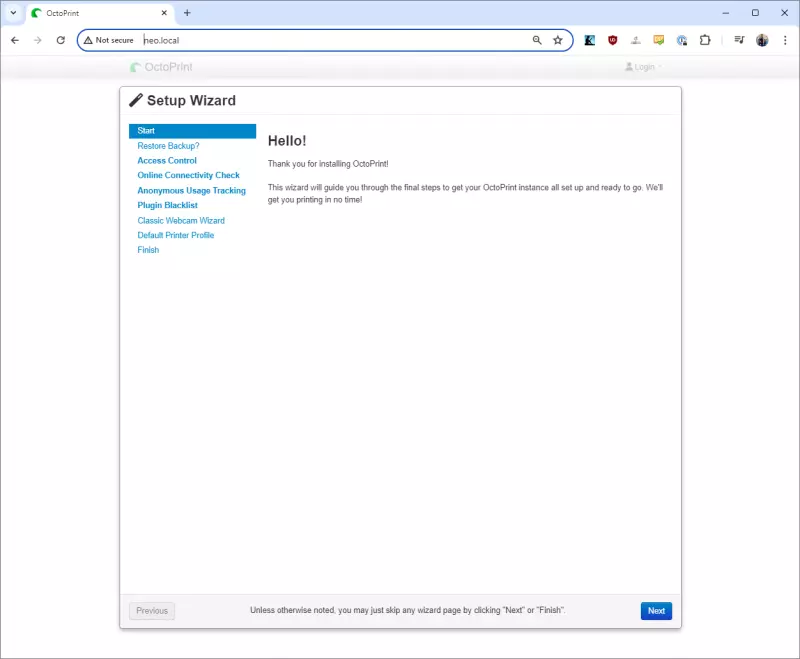 OctoPrint
Not secure neo.local
OctoPrint
Login
Setup Wizard
Start
Restore Backup?
Access Control
Online Connectivity Check
Anonymous Usage Tracking
Plugin Blacklist
Classic Webcam Wizard
Default Printer Profile
Finish
Hello!
Thank you for installing OctoPrint!
This wizard will guide you through the final steps to get your OctoPrint instance all set up and ready to go. We'll
get you printing in no time!
Previous
Unless otherwise noted, you may just skip any wizard page by clicking "Next" or "Finish".
Next